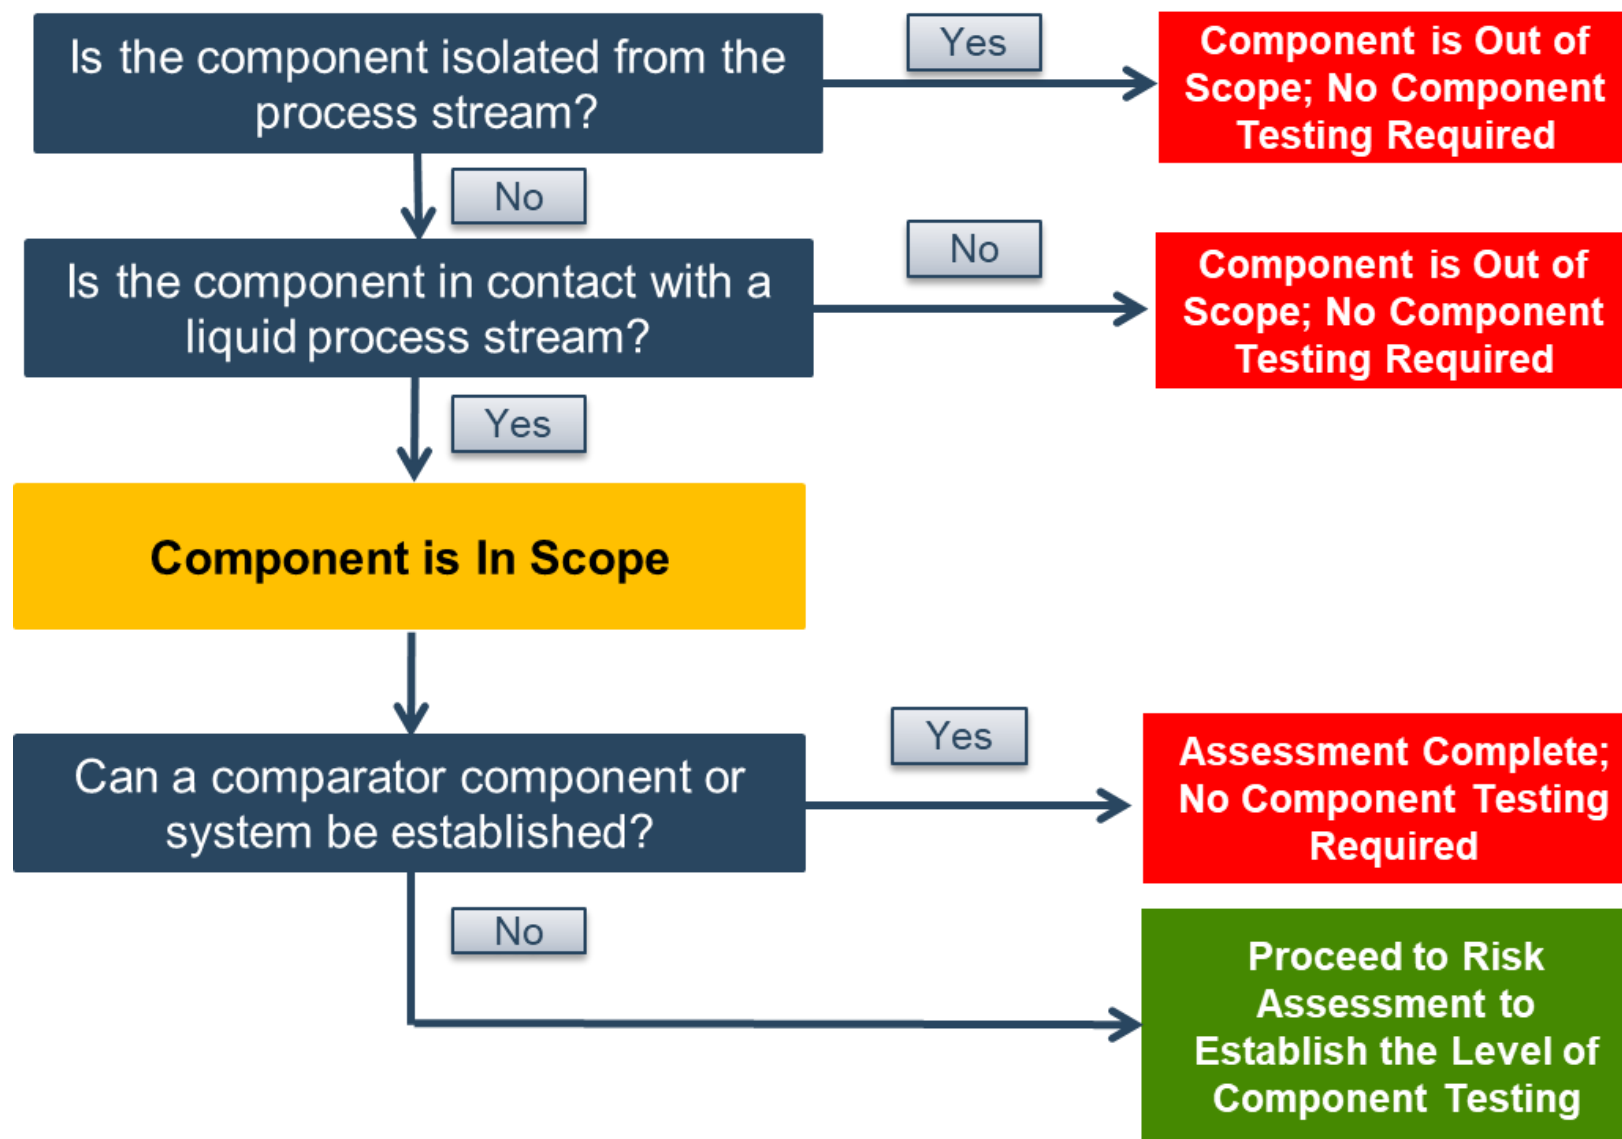 Is the component isolated from the
process stream?
Yes
Component is Out of
Scope; No Component
Testing Required
No
Is the component in contact with a
liquid process stream?
No
Component is Out of
Scope; No Component
Testing Required
Yes
Component is In Scope
Can a comparator component or
system be established?
Yes
Assessment Complete;
No Component Testing
Required
No
Proceed to Risk
Assessment to
Establish the Level of
Component Testing